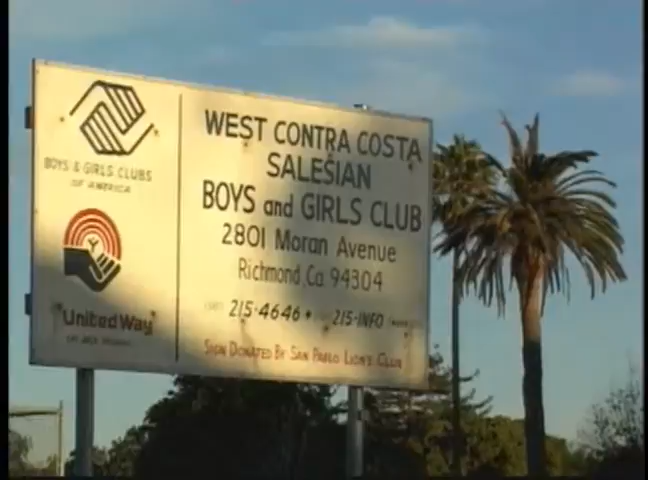 BOYS & GIRLS CLUBS
OF AMERICA
United Way
WEST CONTRA COSTA
SALESIAN
BOYS and GIRLS CLUB
2801 Moran Avenue
Richmond, Ca 94304
215-4646 • 215-INFO
SIGN DONATED BY SAN PABLO LION'S CLUB